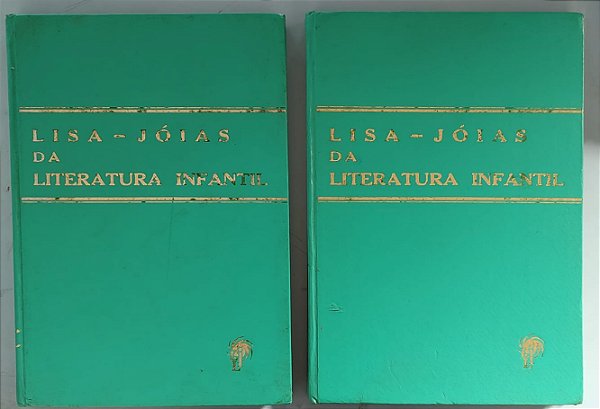 LISA - JÓIAS
DA
LITERATURA INFANTIL
LISA - JÓIAS
DA
LITERATURA INFANTIL